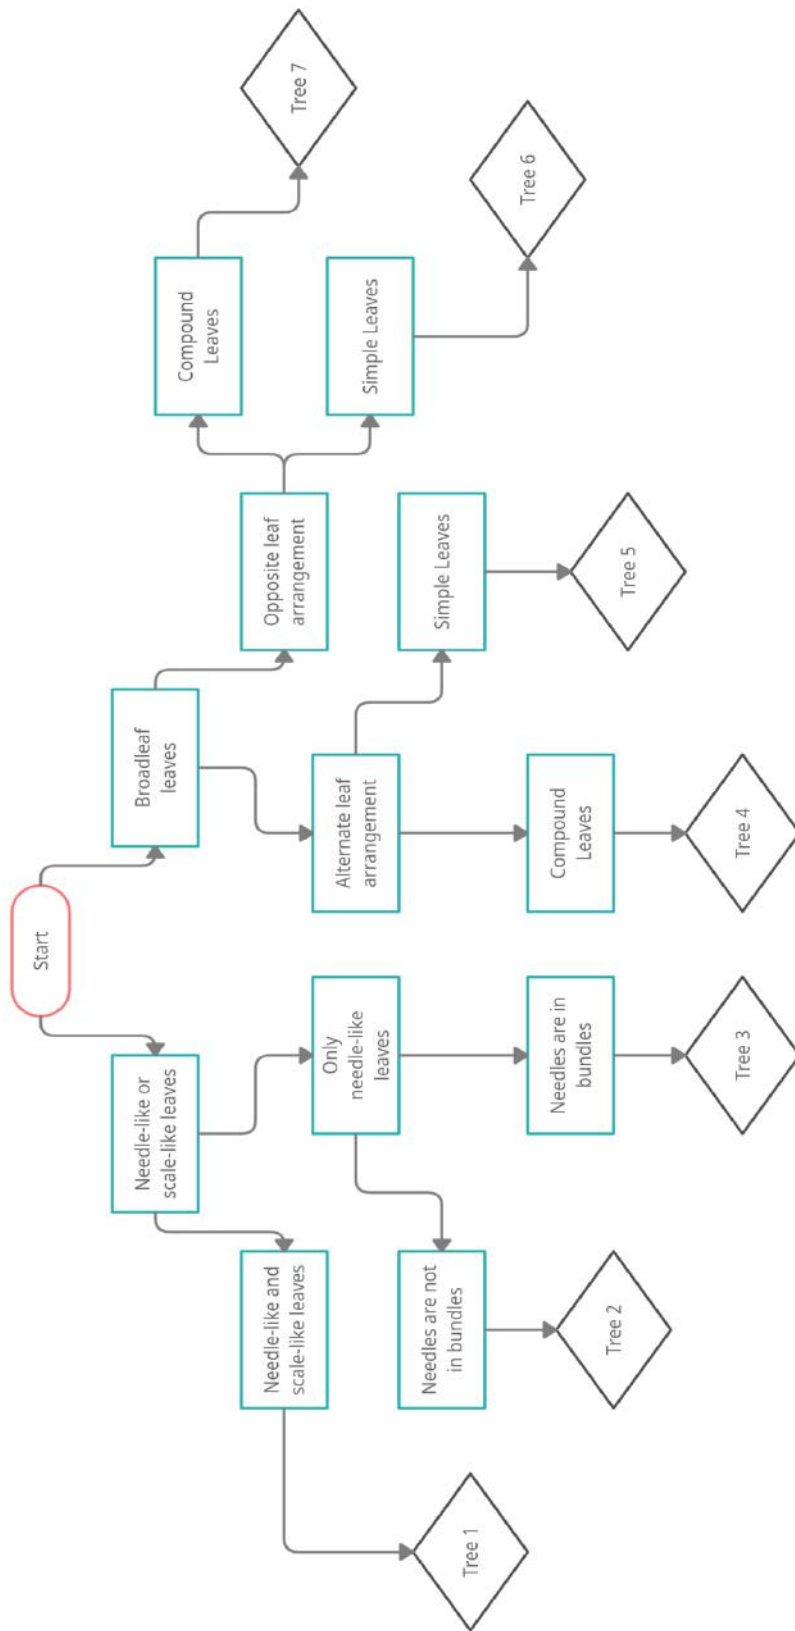 Start
Needle-like or
scale-like leaves
Broadleaf
leaves
Needle-like and
scale-like leaves
Only
needle-like
leaves
Alternate leaf
arrangement
Opposite leaf
arrangement
Compound
Leaves
Simple Leaves
Needles are not
in bundles
Needles are in
bundles
Compound
Leaves
Simple Leaves
Tree 1
Tree 2
Tree 3
Tree 4
Tree 5
Tree 6
Tree 7